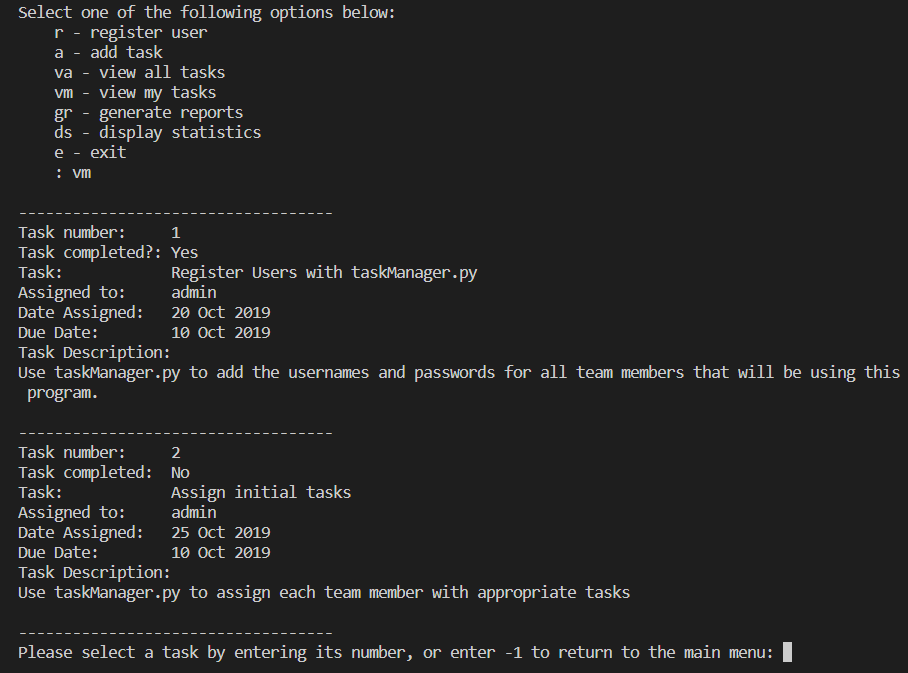 Select one of the following options below:
r - register user
a - add task
va - view all tasks
vm - view my tasks
gr - generate reports
ds - display statistics
e - exit
: vm
-----------------------------------
Task number: 1
Task completed?: Yes
Task: Register Users with taskManager.py
Assigned to: admin
Date Assigned: 20 Oct 2019
Due Date: 10 Oct 2019
Task Description:
Use taskManager.py to add the usernames and passwords for all team members that will be using this
program.
-----------------------------------
Task number: 2
Task completed: No
Task: Assign initial tasks
Assigned to: admin
Date Assigned: 25 Oct 2019
Due Date: 10 Oct 2019
Task Description:
Use taskManager.py to assign each team member with appropriate tasks
-----------------------------------
Please select a task by entering its number, or enter -1 to return to the main menu: